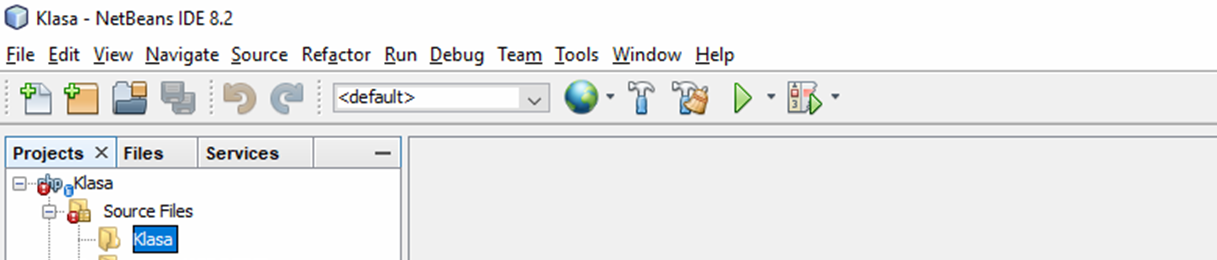 Klasa - NetBeans IDE 8.2
File Edit View Navigate Source Refactor Run Debug Team Tools Window Help
<default>
Projects Files Services
php Klasa
Source Files
Klasa